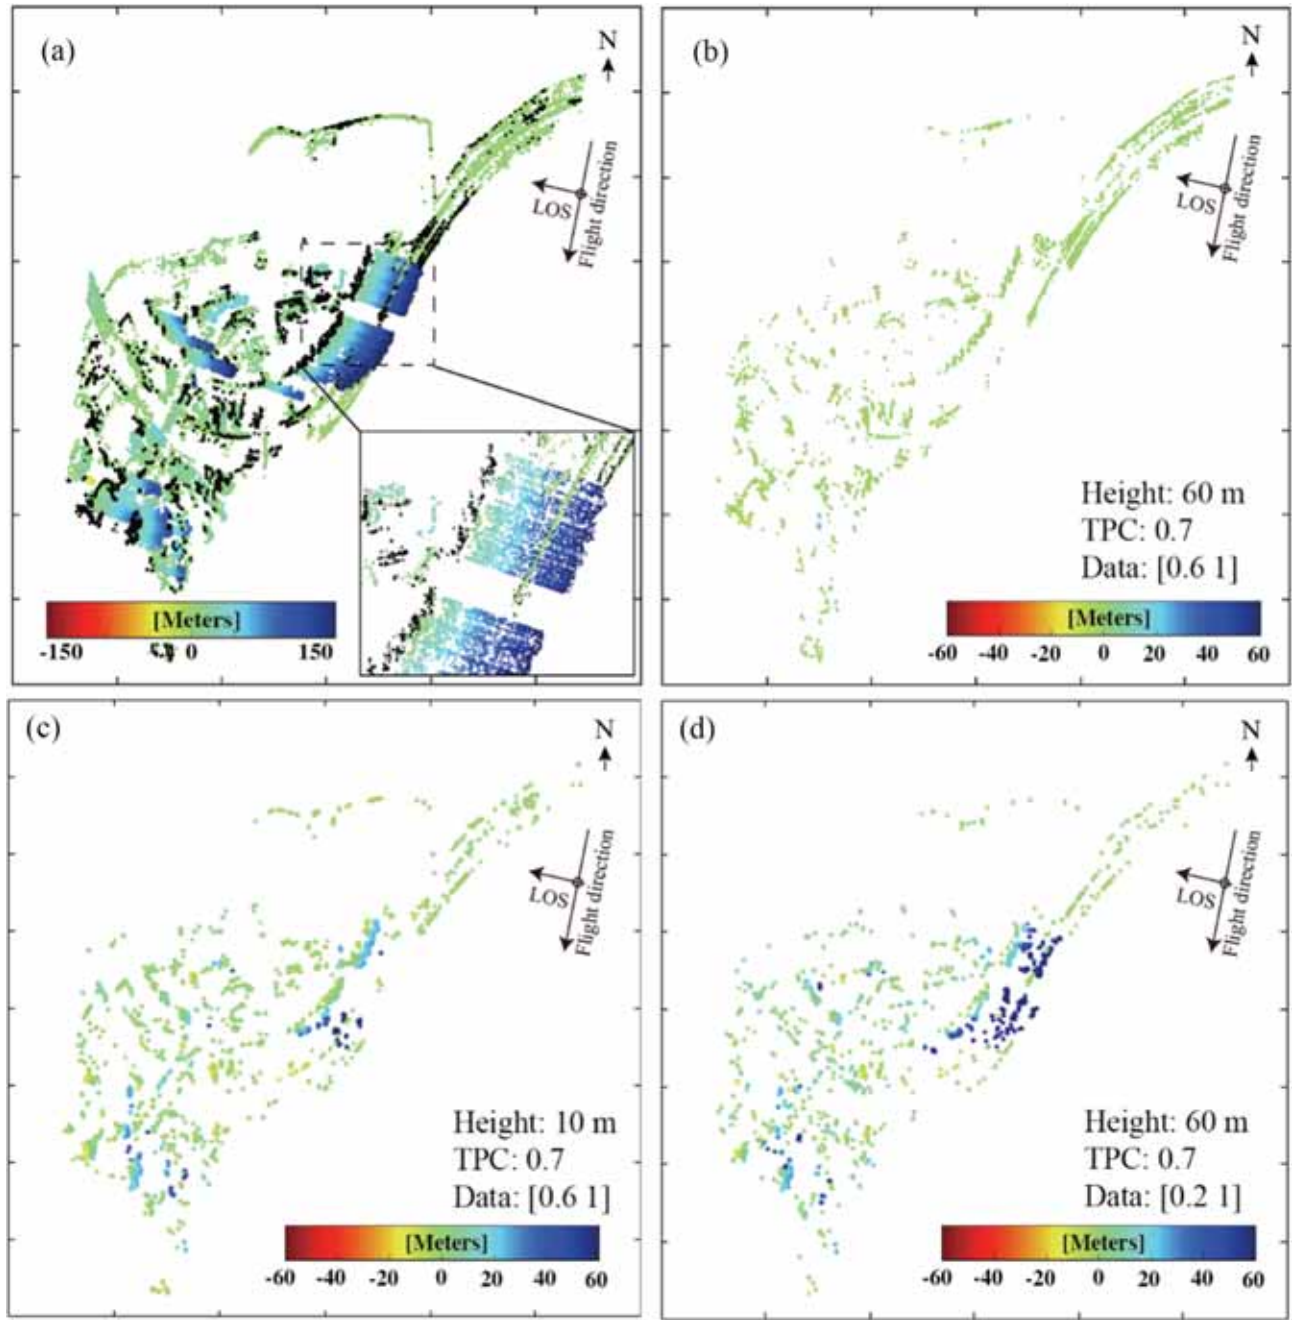 (a)
N
LOS
Flight direction
[Meters]
-150 0 150
(b)
N
LOS
Flight direction
Height: 60 m
TPC: 0.7
Data: [0.6 1]
[Meters]
-60 -40 -20 0 20 40 60
(c)
N
LOS
Flight direction
Height: 10 m
TPC: 0.7
Data: [0.6 1]
[Meters]
-60 -40 -20 0 20 40 60
(d)
N
LOS
Flight direction
Height: 60 m
TPC: 0.7
Data: [0.2 1]
[Meters]
-60 -40 -20 0 20 40 60